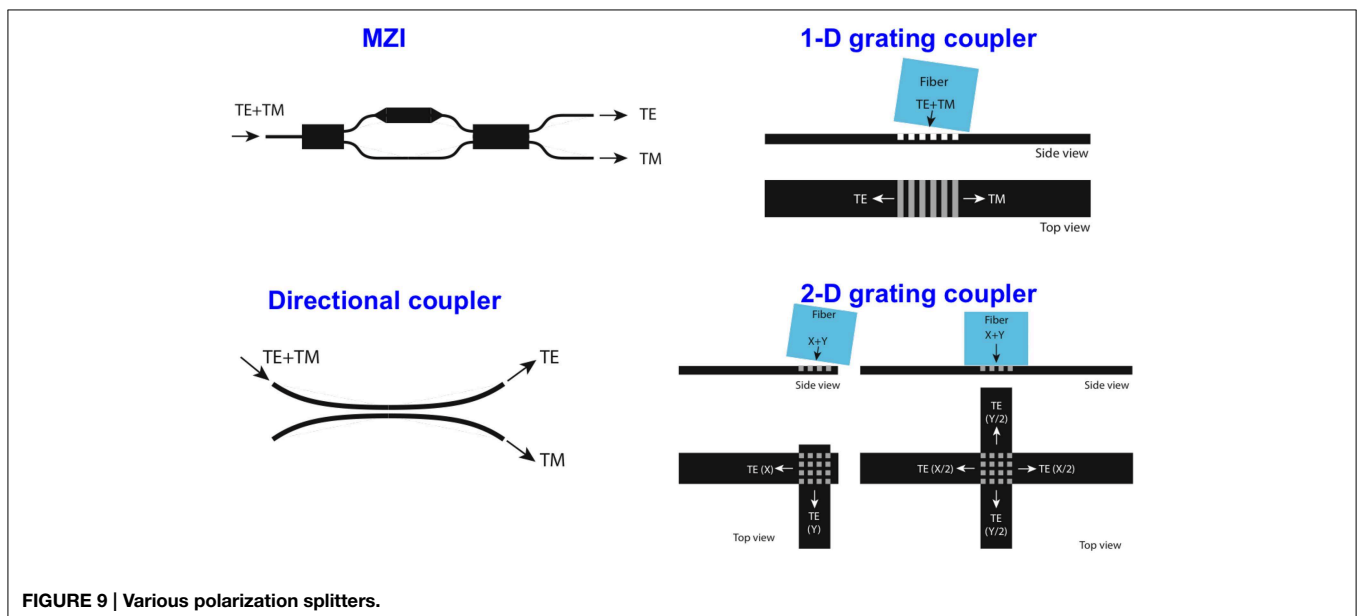 MZI
TE+TM
TE
TM
1-D grating coupler
Fiber
TE+TM
Side view
TE
TM
Top view
Directional coupler
TE+TM
TE
TM
2-D grating coupler
Fiber
X+Y
Side view
TE (X)
TE
(Y)
Top view
Fiber
X+Y
Side view
TE
(Y/2)
TE (X/2)
TE (X/2)
TE
(Y/2)
Top view
FIGURE 9 | Various polarization splitters.